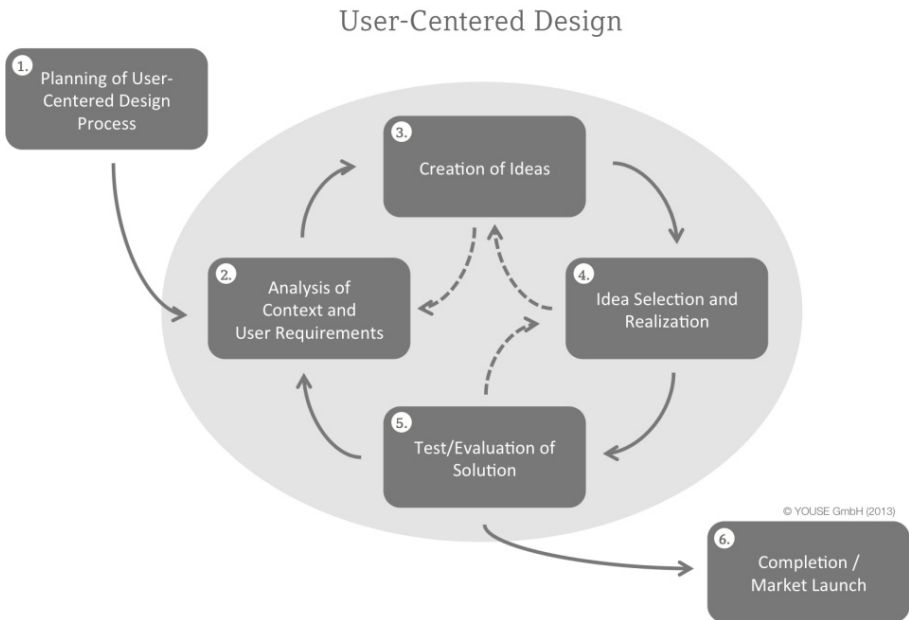 User-Centered Design
1.
Planning of User-
Centered Design
Process
3.
Creation of Ideas
2.
Analysis of
Context and
User Requirements
4.
Idea Selection and
Realization
5.
Test/Evaluation of
Solution
© YOUSE GmbH (2013)
6.
Completion /
Market Launch